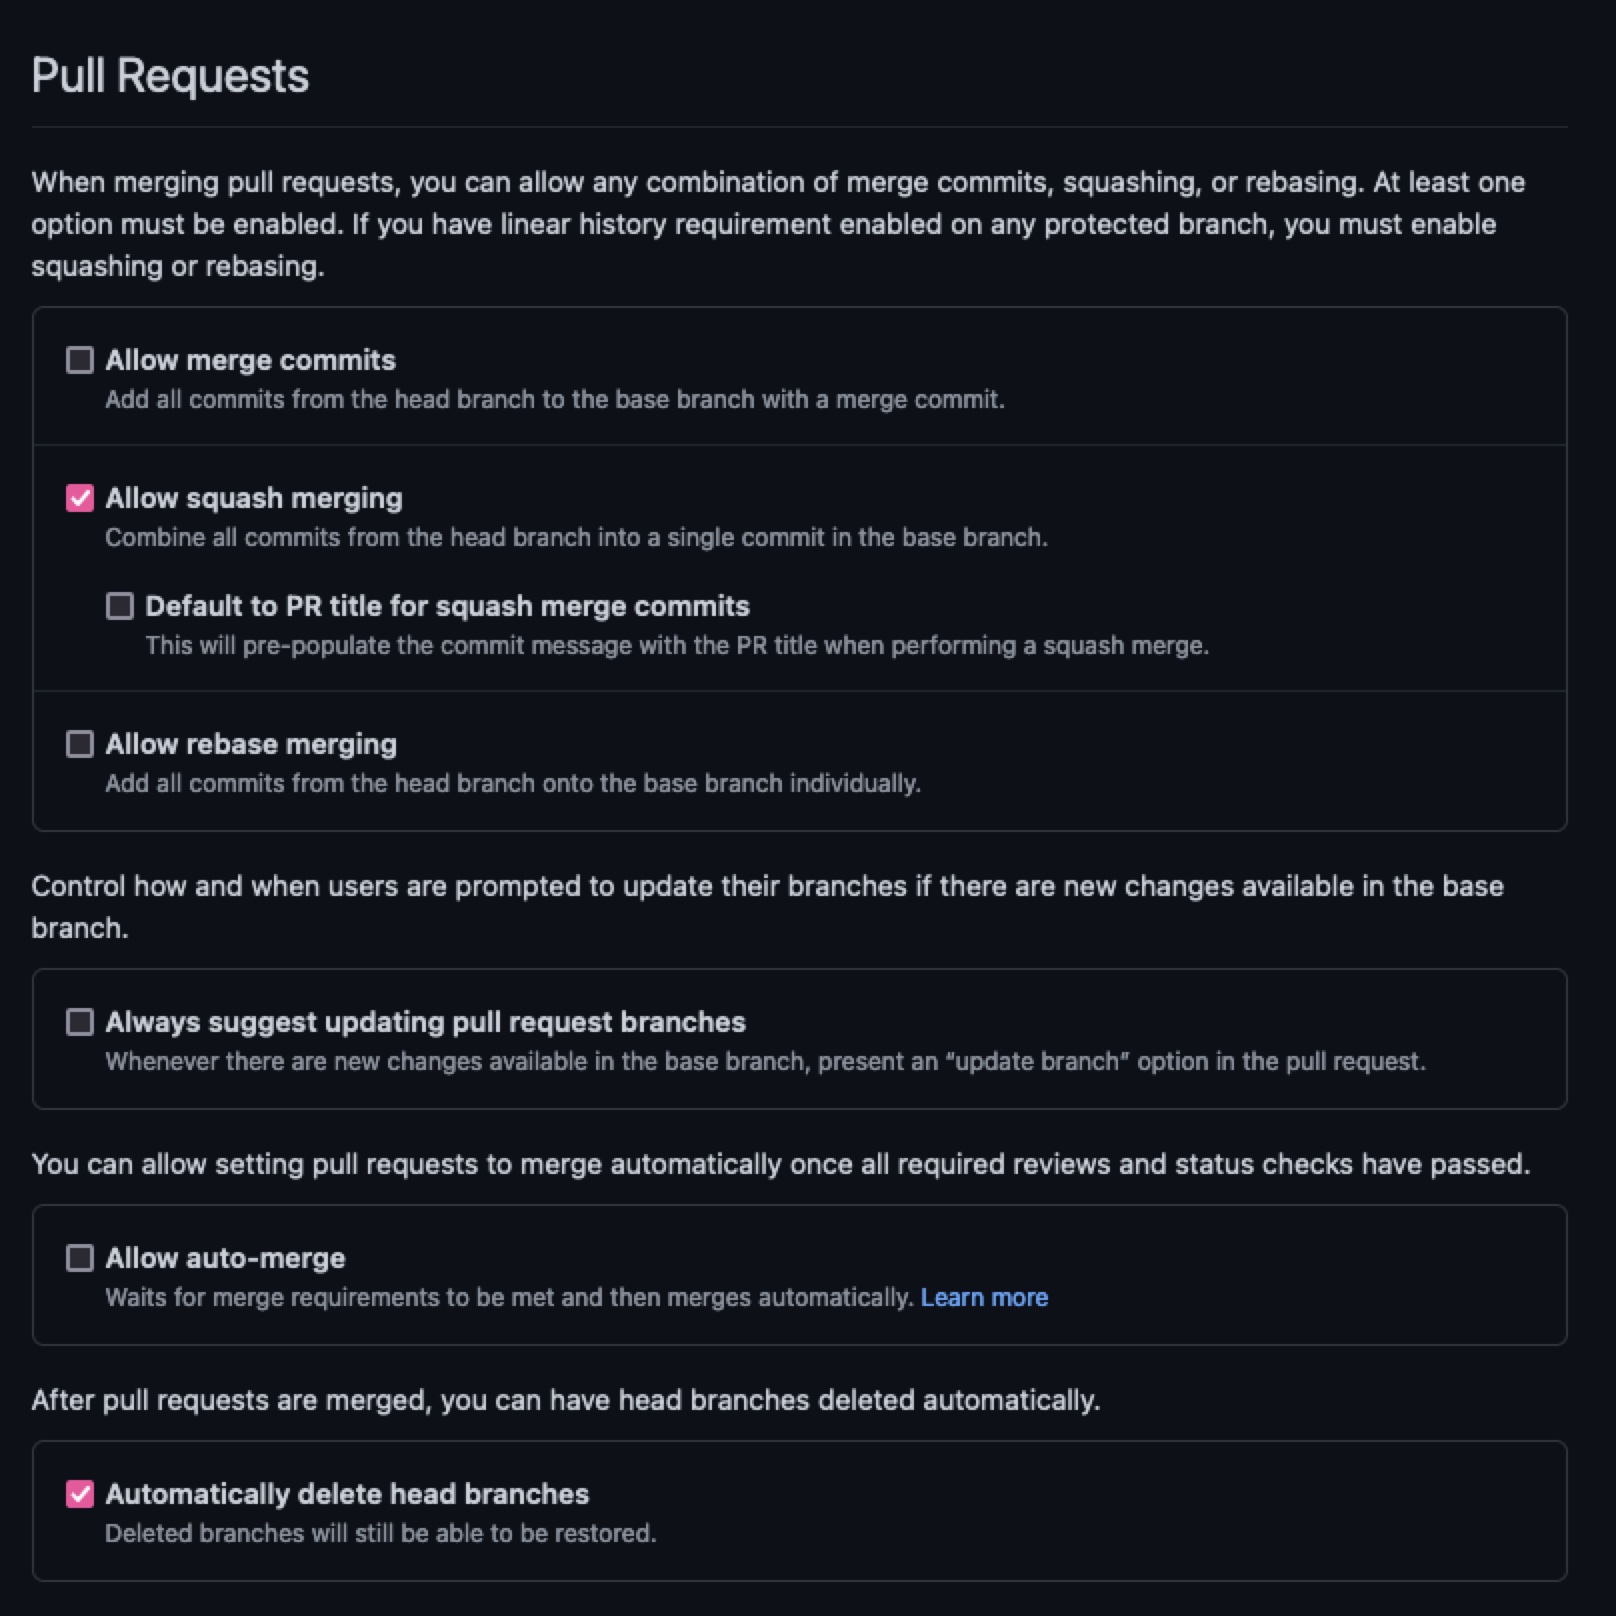 Pull Requests
When merging pull requests, you can allow any combination of merge commits, squashing, or rebasing. At least one
option must be enabled. If you have linear history requirement enabled on any protected branch, you must enable
squashing or rebasing.
Allow merge commits
Add all commits from the head branch to the base branch with a merge commit.
Allow squash merging
Combine all commits from the head branch into a single commit in the base branch.
Default to PR title for squash merge commits
This will pre-populate the commit message with the PR title when performing a squash merge.
Allow rebase merging
Add all commits from the head branch onto the base branch individually.
Control how and when users are prompted to update their branches if there are new changes available in the base
branch.
Always suggest updating pull request branches
Whenever there are new changes available in the base branch, present an “update branch” option in the pull request.
You can allow setting pull requests to merge automatically once all required reviews and status checks have passed.
Allow auto-merge
Waits for merge requirements to be met and then merges automatically. Learn more
After pull requests are merged, you can have head branches deleted automatically.
Automatically delete head branches
Deleted branches will still be able to be restored.